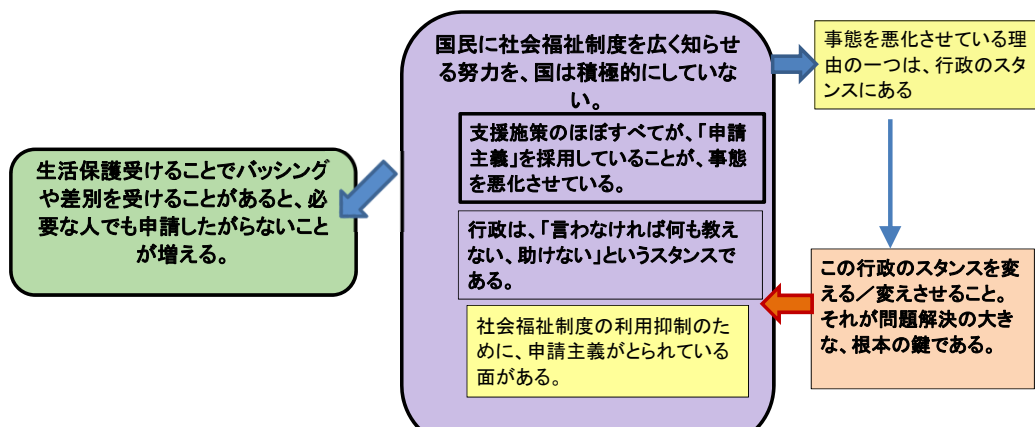 国民に社会福祉制度を広く知らせ
る努力を、国は積極的にしていな
い。
支援施策のほぼすべてが、「申請
主義」を採用していることが、事態
を悪化させている。
行政は、「言わなければ何も教え
ない、助けない」というスタンスで
ある。
社会福祉制度の利用抑制のた
めに、申請主義がとられている
面がある。
生活保護受けることでバッシング
や差別を受けることがあると、必
要な人でも申請したがらないこと
が増える。
事態を悪化させている理
由の一つは、行政のスタ
ンスにある
この行政のスタンスを変
える／変えさせること。
それが問題解決の大き
な、根本の鍵である。